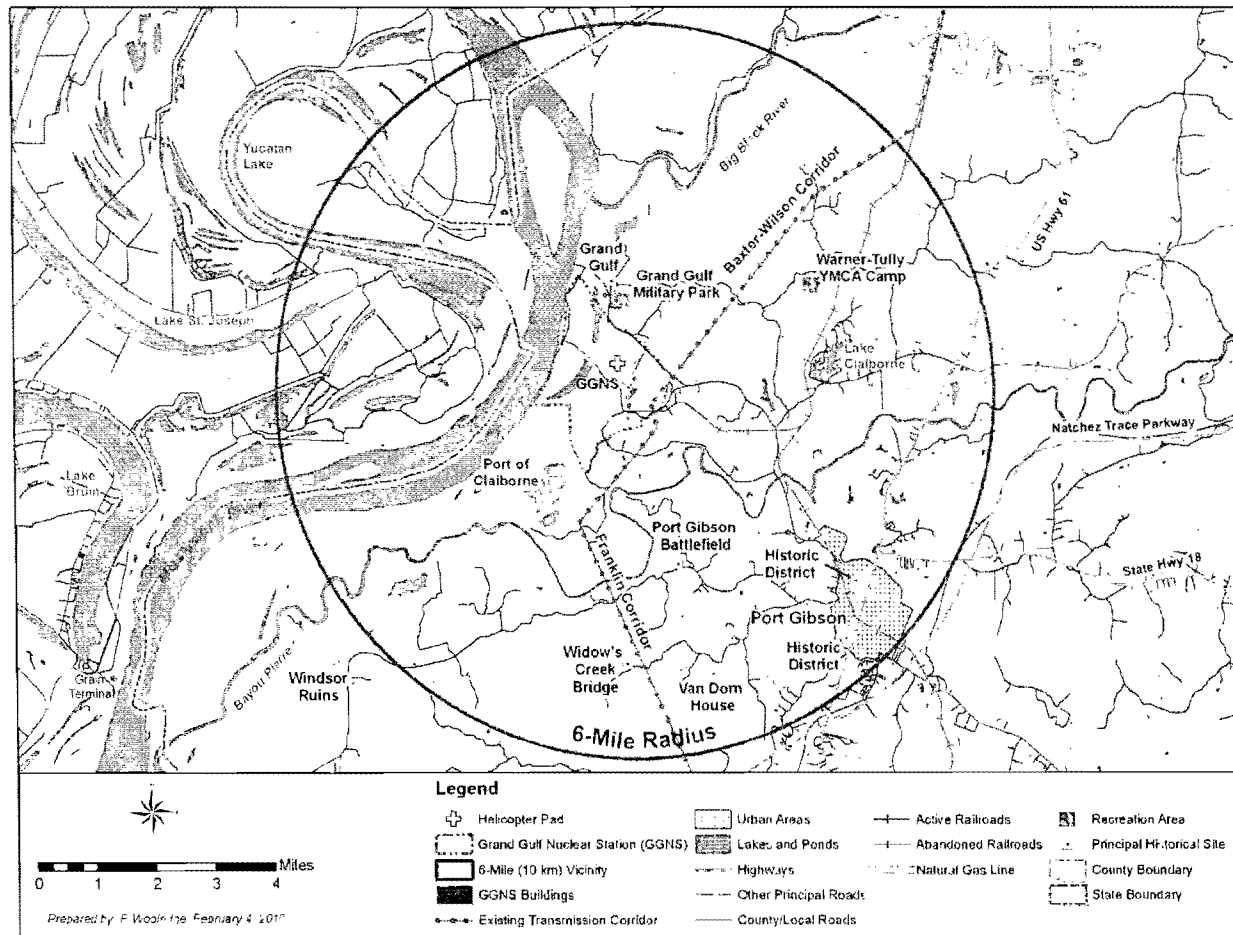 Yucatan
Lake
Big Black River
Baxter-Wilson Corridor
US Hwy 61
Grand
Gulf
Grand Gulf
Military Park
Warner-Tully
YMCA Camp
Lake St. Joseph
Lake
Claiborne
GGNS
Natchez Trace Parkway
Lake
Bruin
Port of
Claiborne
Port Gibson
Battlefield
Franklin Corridor
Historic
District
State Hwy 18
Port Gibson
Historic
District
Widow's
Creek
Bridge
Van Dorn
House
Windsor
Ruins
Bayou Pierre
Grain
Terminal
6-Mile Radius
Legend
Helicopter Pad
Grand Gulf Nuclear Station (GGNS)
6-Mile (10 km) Vicinity
GGNS Buildings
Existing Transmission Corridor
Urban Areas
Lakes and Ponds
Highways
Other Principal Roads
County/Local Roads
Active Railroads
Abandoned Railroads
Natural Gas Line
Recreation Area
Principal Historical Site
County Boundary
State Boundary
Miles
0 1 2 3 4
Prepared by: February 4,